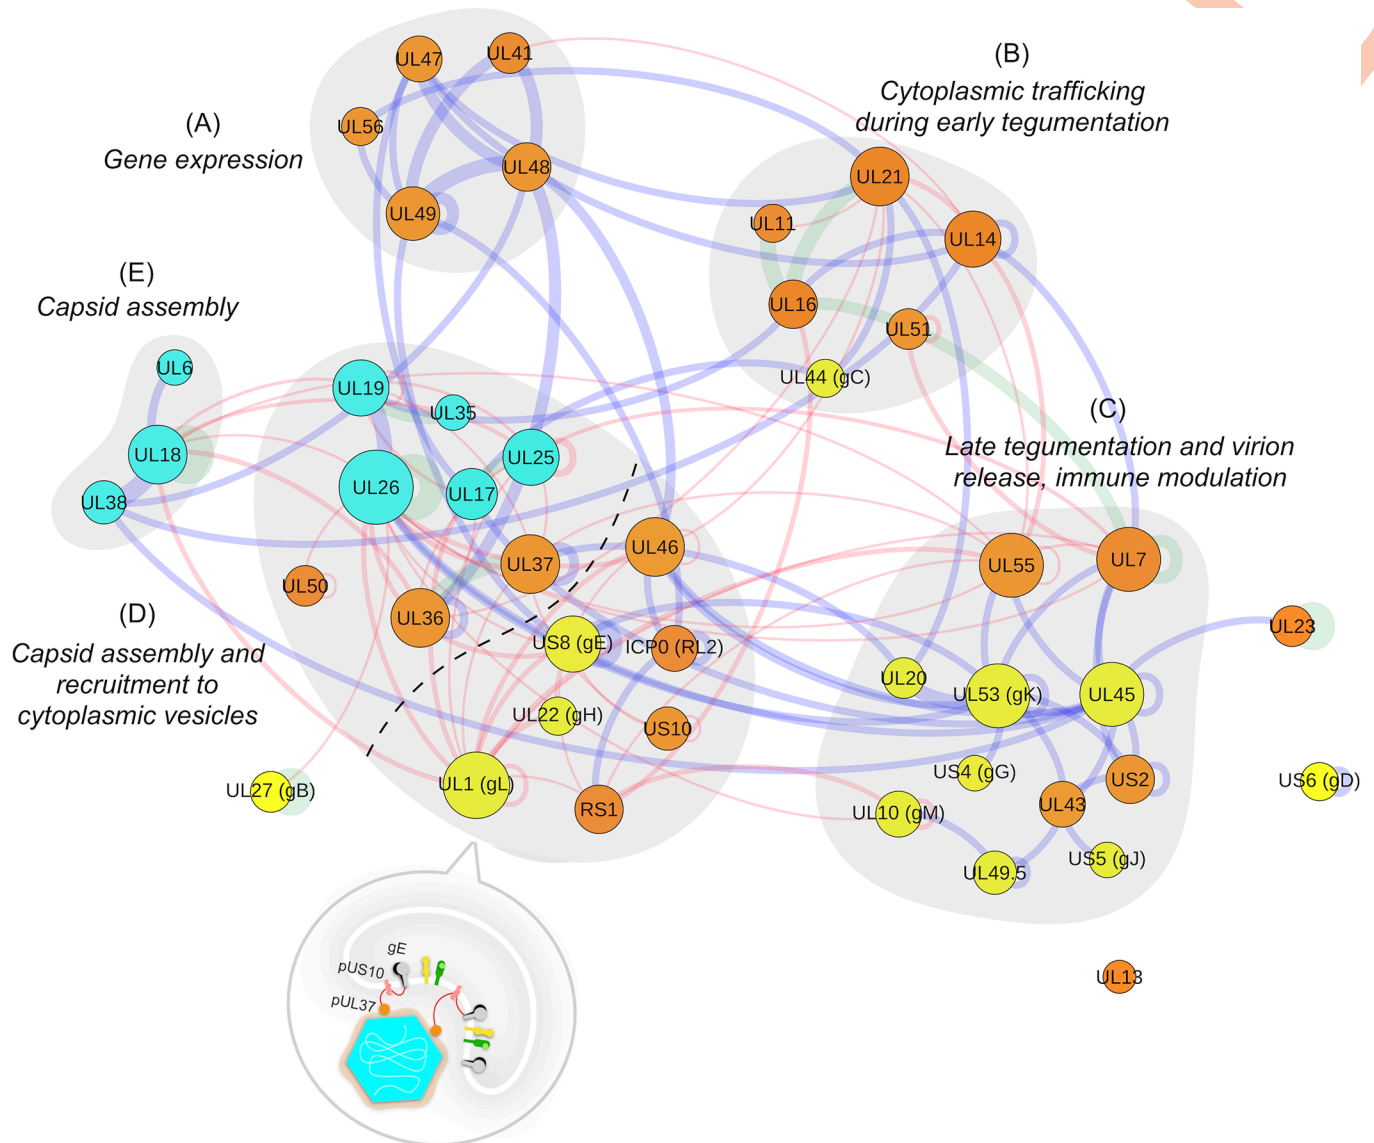 (A)
Gene expression
UL47
UL41
UL56
UL48
UL49
(B)
Cytoplasmic trafficking
during early tegumentation
UL21
UL11
UL14
UL16
UL51
UL44 (gC)
(E)
Capsid assembly
UL6
UL18
UL38
UL19
UL35
UL25
UL26
UL17
UL37
UL46
UL50
UL36
US8 (gE)
ICP0 (RL2)
UL22 (gH)
US10
UL1 (gL)
RS1
(C)
Late tegumentation and virion
release, immune modulation
UL55
UL7
UL23
UL20
UL53 (gK)
UL45
US4 (gG)
US2
UL43
UL10 (gM)
US5 (gJ)
UL49.5
US6 (gD)
UL13
(D)
Capsid assembly and
recruitment to
cytoplasmic vesicles
UL27 (gB)
gE
pUS10
pUL37